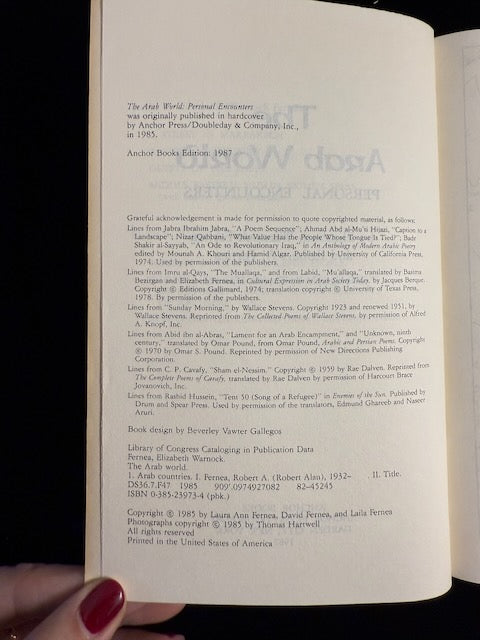 The Arab World: Personal Encounters
was originally published in hardcover
by Anchor Press/Doubleday & Company, Inc.,
in 1985.
Anchor Books Edition: 1987
Grateful acknowledgement is made for permission to quote copyrighted material, as follows:
Lines from Jabra Ibrahim Jabra, "A Poem Sequence"; Ahmad Abd al-Mu'ti Hijazi, "Caption to a
Landscape"; Nizar Qabbani, "What Value Has the People Whose Tongue Is Tied?"; Badr
Shakir al-Sayyab, "An Ode to Revolutionary Iraq," in An Anthology of Modern Arabic Poetry
edited by Mounah A. Khouri and Hamid Algar. Published by University of California Press,
1974. Used by permission of the publishers.
Lines from Imru al-Qays, "The Muallaqa," and from Labid, "Mu'allaqa," translated by Basima
Bezirgan and Elizabeth Fernea, in Cultural Expression in Arab Society Today, by Jacques Berque.
Copyright © Editions Gallimard, 1974; translation copyright © University of Texas Press,
1978. By permission of the publishers.
Lines from "Sunday Morning," by Wallace Stevens. Copyright 1923 and renewed 1951, by
Wallace Stevens. Reprinted from The Collected Poems of Wallace Stevens, by permission of Alfred
A. Knopf, Inc.
Lines from Abid ibn al-Abras, "Lament for an Arab Encampment," and "Unknown, ninth
century," translated by Omar Pound, from Omar Pound, Arabic and Persian Poems. Copyright
© 1970 by Omar S. Pound. Reprinted by permission of New Directions Publishing
Corporation.
Lines from C. P. Cavafy, "Sham el-Nessim." Copyright © 1959 by Rae Dalven. Reprinted from
The Complete Poems of Cavafy, translated by Rae Dalven by permission of Harcourt Brace
Jovanovich, Inc.
Lines from Rashid Hussein, "Tent 50 (Song of a Refugee)" in Enemies of the Sun. Published by
Drum and Spear Press. Used by permission of the translators, Edmund Ghareeb and Naseer
Aruri.
Book design by Beverley Vawter Gallegos
Library of Congress Cataloging in Publication Data
Fernea, Elizabeth Warnock.
The Arab world.
1. Arab countries. I. Fernea, Robert A. (Robert Alan), 1932– II. Title.
DS36.7.F47 1985 909'.0974927082 82-45245
ISBN 0-385-23973-4 (pbk.)
Copyright © 1985 by Laura Ann Fernea, David Fernea, and Laila Fernea
Photographs copyright © 1985 by Thomas Hartwell
All rights reserved
Printed in the United States of America